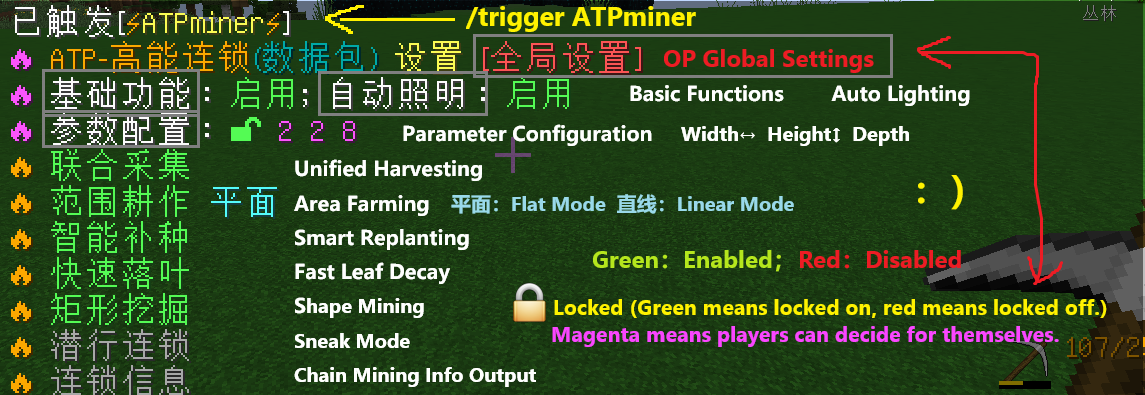 已触发[⚡ATPminer⚡] /trigger ATPminer
丛林
ATP-高能连锁(数据包) 设置 [全局设置] OP Global Settings
基础功能：启用;自动照明：启用 Basic Functions Auto Lighting
参数配置：🔓 2 2 8 Parameter Configuration Width↔ Height↕ Depth
联合采集 Unified Harvesting
范围耕作 平面 Area Farming 平面：Flat Mode 直线：Linear Mode :)
智能补种 Smart Replanting
Green：Enabled；Red：Disabled
快速落叶 Fast Leaf Decay
矩形挖掘 Shape Mining 🔒 Locked (Green means locked on, red means locked off.)
Magenta means players can decide for themselves.
潜行连锁 Sneak Mode
107/25
连锁信息 Chain Mining Info Output